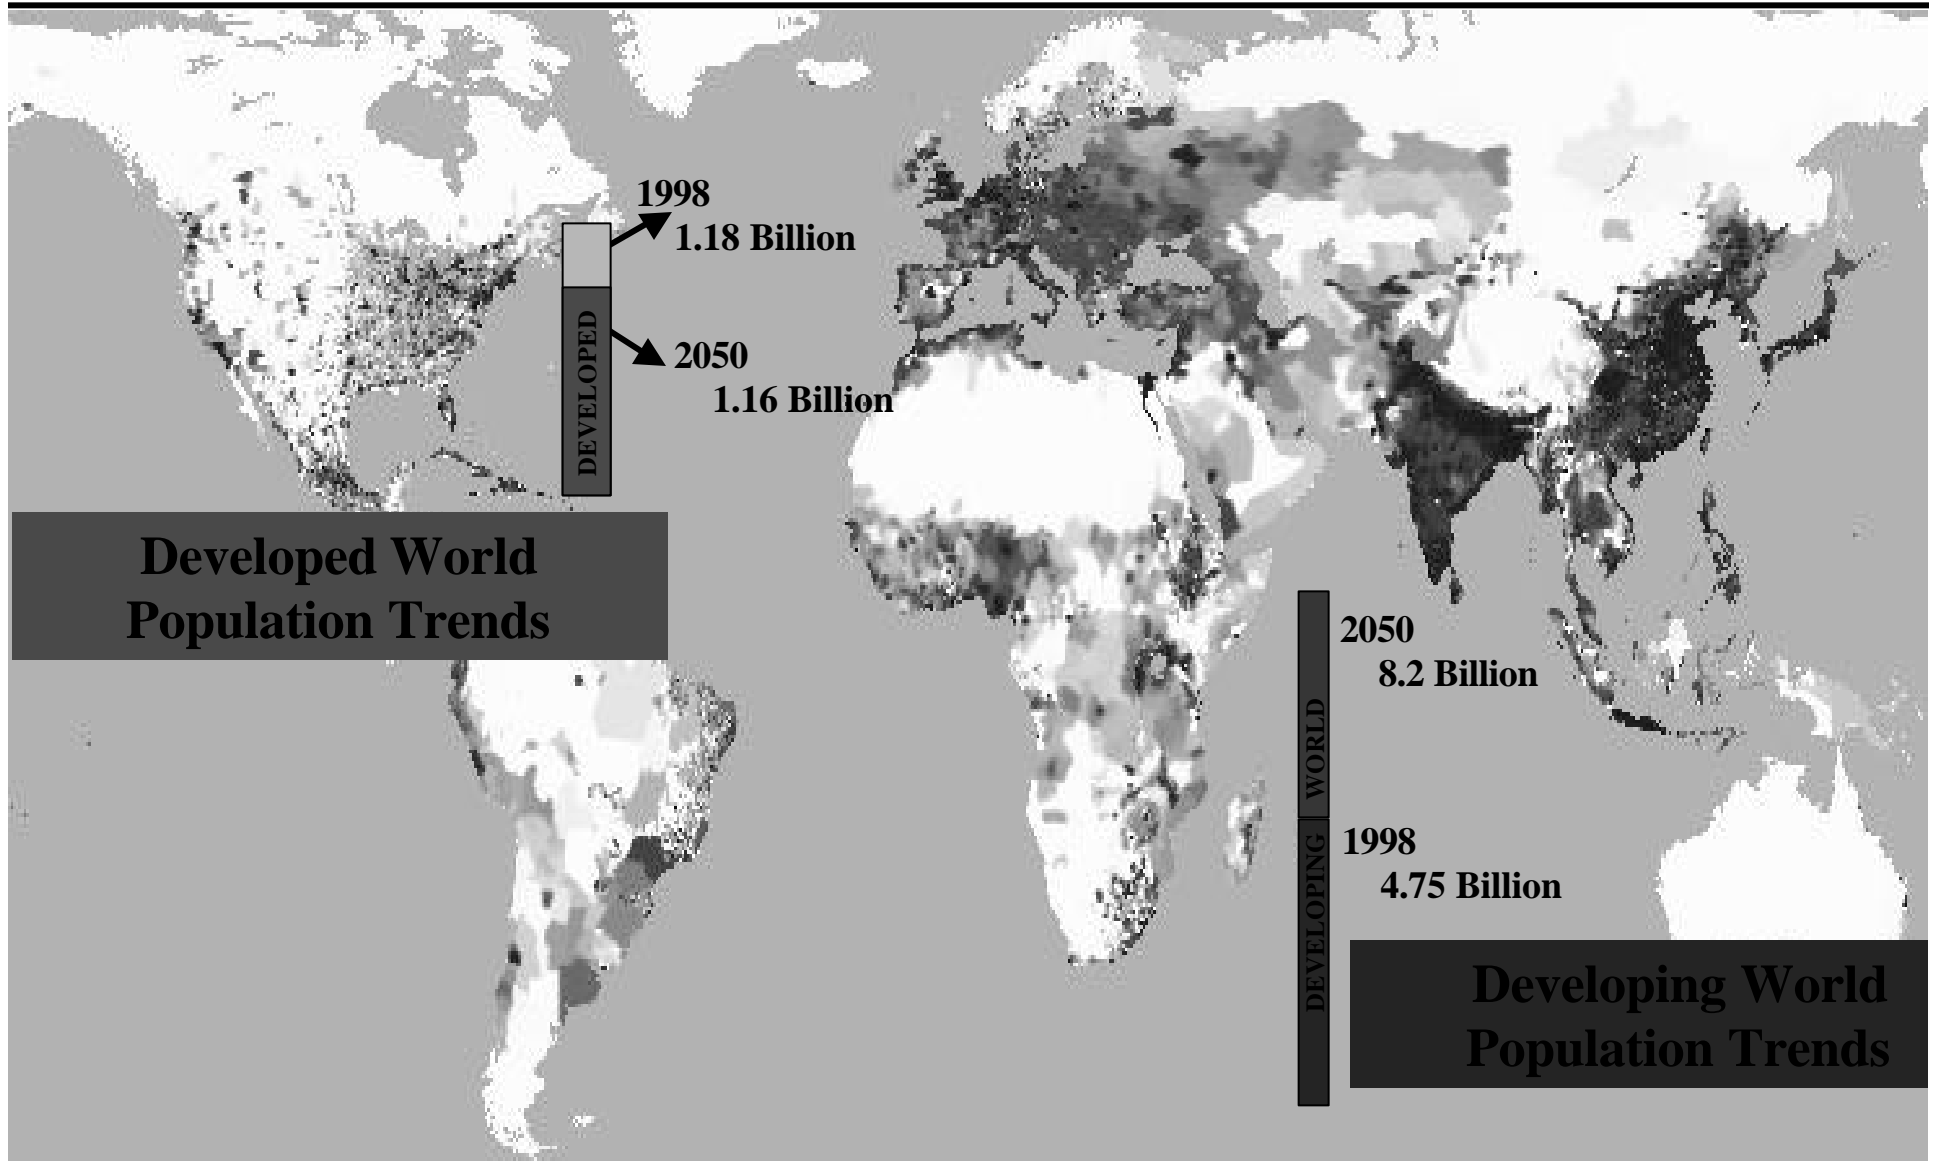 1998
1.18 Billion
DEVELOPED
2050
1.16 Billion
Developed World
Population Trends
2050
8.2 Billion
DEVELOPING WORLD
1998
4.75 Billion
Developing World
Population Trends